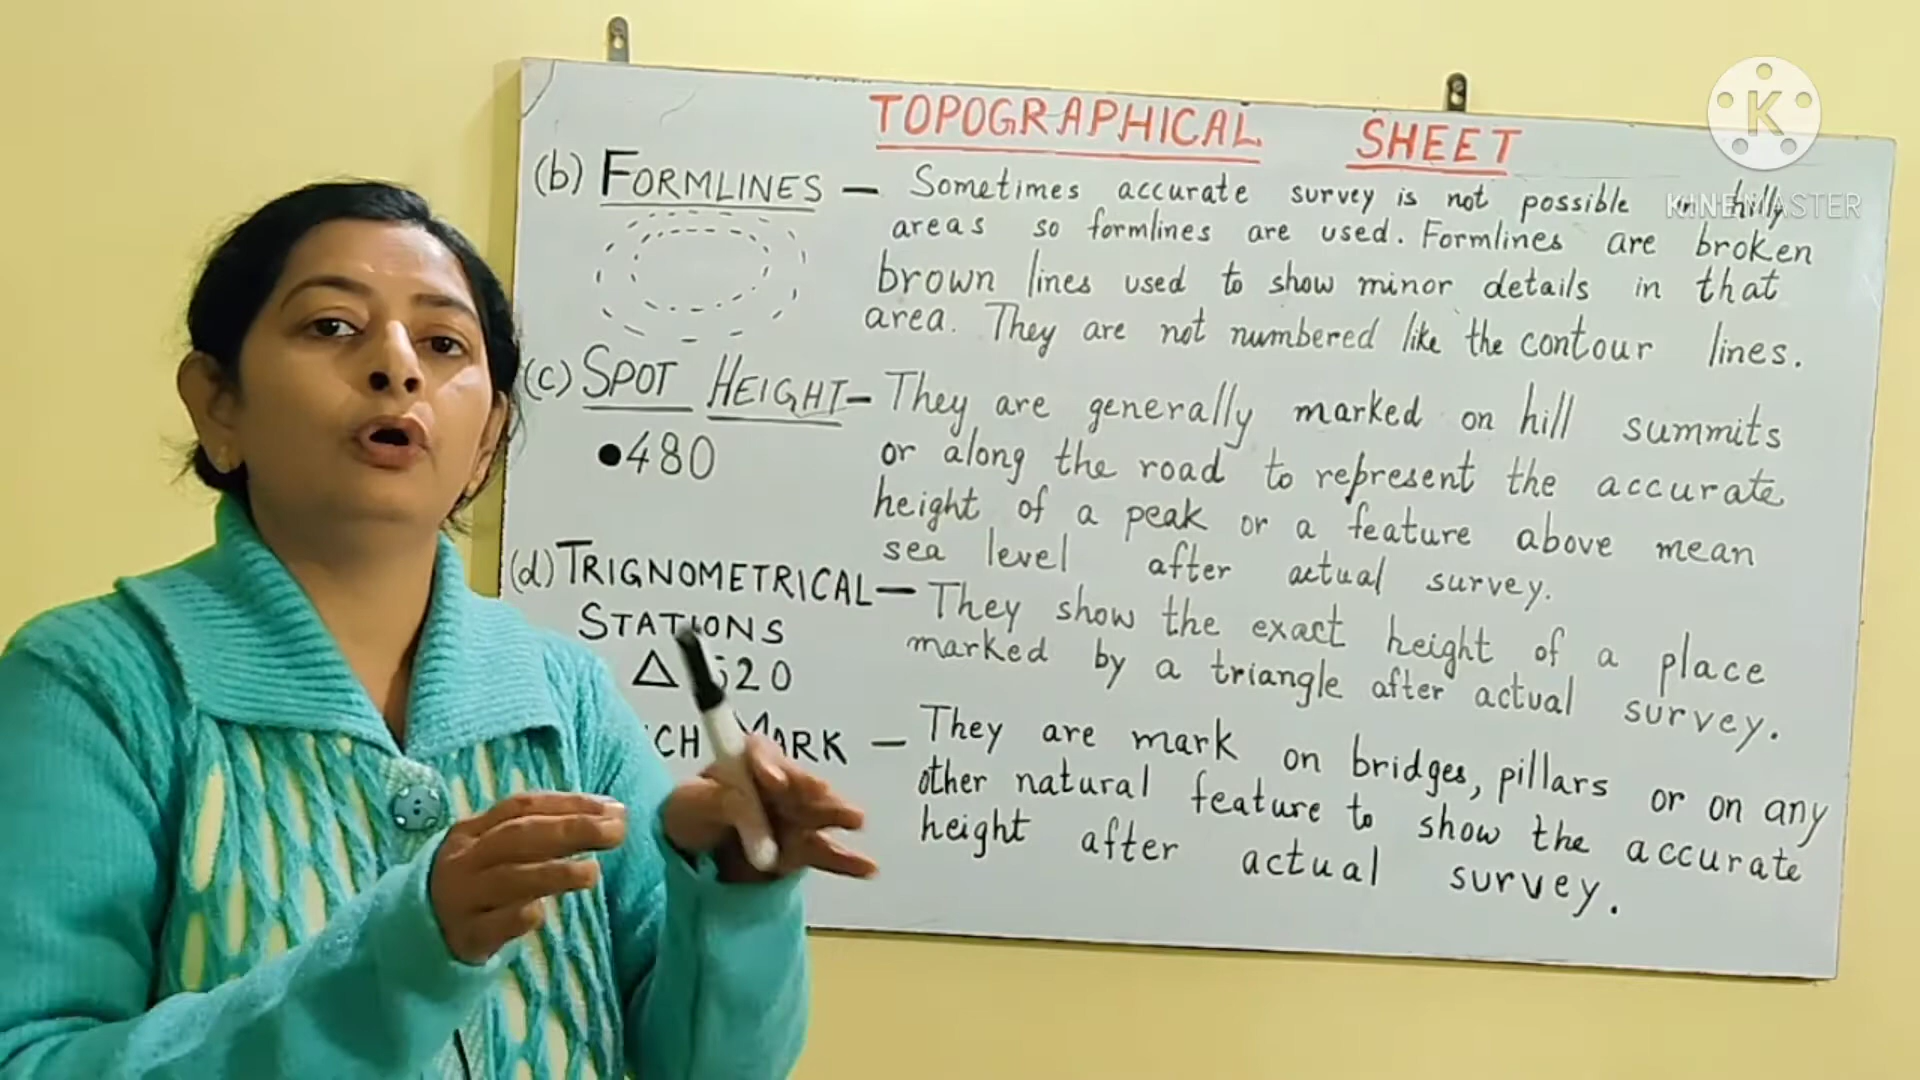 TOPOGRAPHICAL SHEET
K
KINEMASTER
(b) FORMLINES — Sometimes accurate survey is not possible in hilly
areas so formlines are used. Formlines are broken
brown lines used to show minor details in that
area. They are not numbered like the contour lines.
(c) SPOT HEIGHT — They are generally marked on hill summits
•480
or along the road to represent the accurate
height of a peak or a feature above mean
sea level after actual survey.
(d) TRIGNOMETRICAL — They show the exact height of a place
STATIONS
marked by a triangle after actual survey.
△ 520
MARK — They are mark on bridges, pillars or on any
other natural feature to show the accurate
height after actual survey.